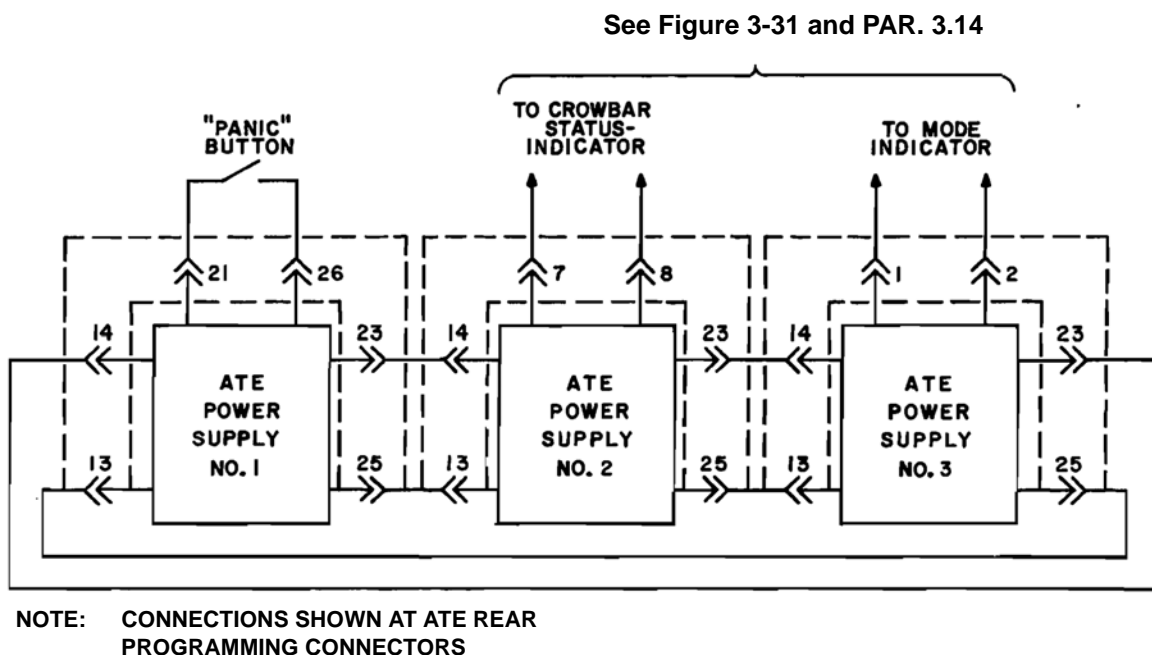 See Figure 3-31 and PAR. 3.14
"PANIC"
BUTTON
TO CROWBAR
STATUS-
INDICATOR
TO MODE
INDICATOR
21
26
7
8
1
2
14
23
14
23
14
23
ATE
POWER
SUPPLY
NO. 1
ATE
POWER
SUPPLY
NO. 2
ATE
POWER
SUPPLY
NO. 3
13
25
13
25
13
25
NOTE: CONNECTIONS SHOWN AT ATE REAR
PROGRAMMING CONNECTORS